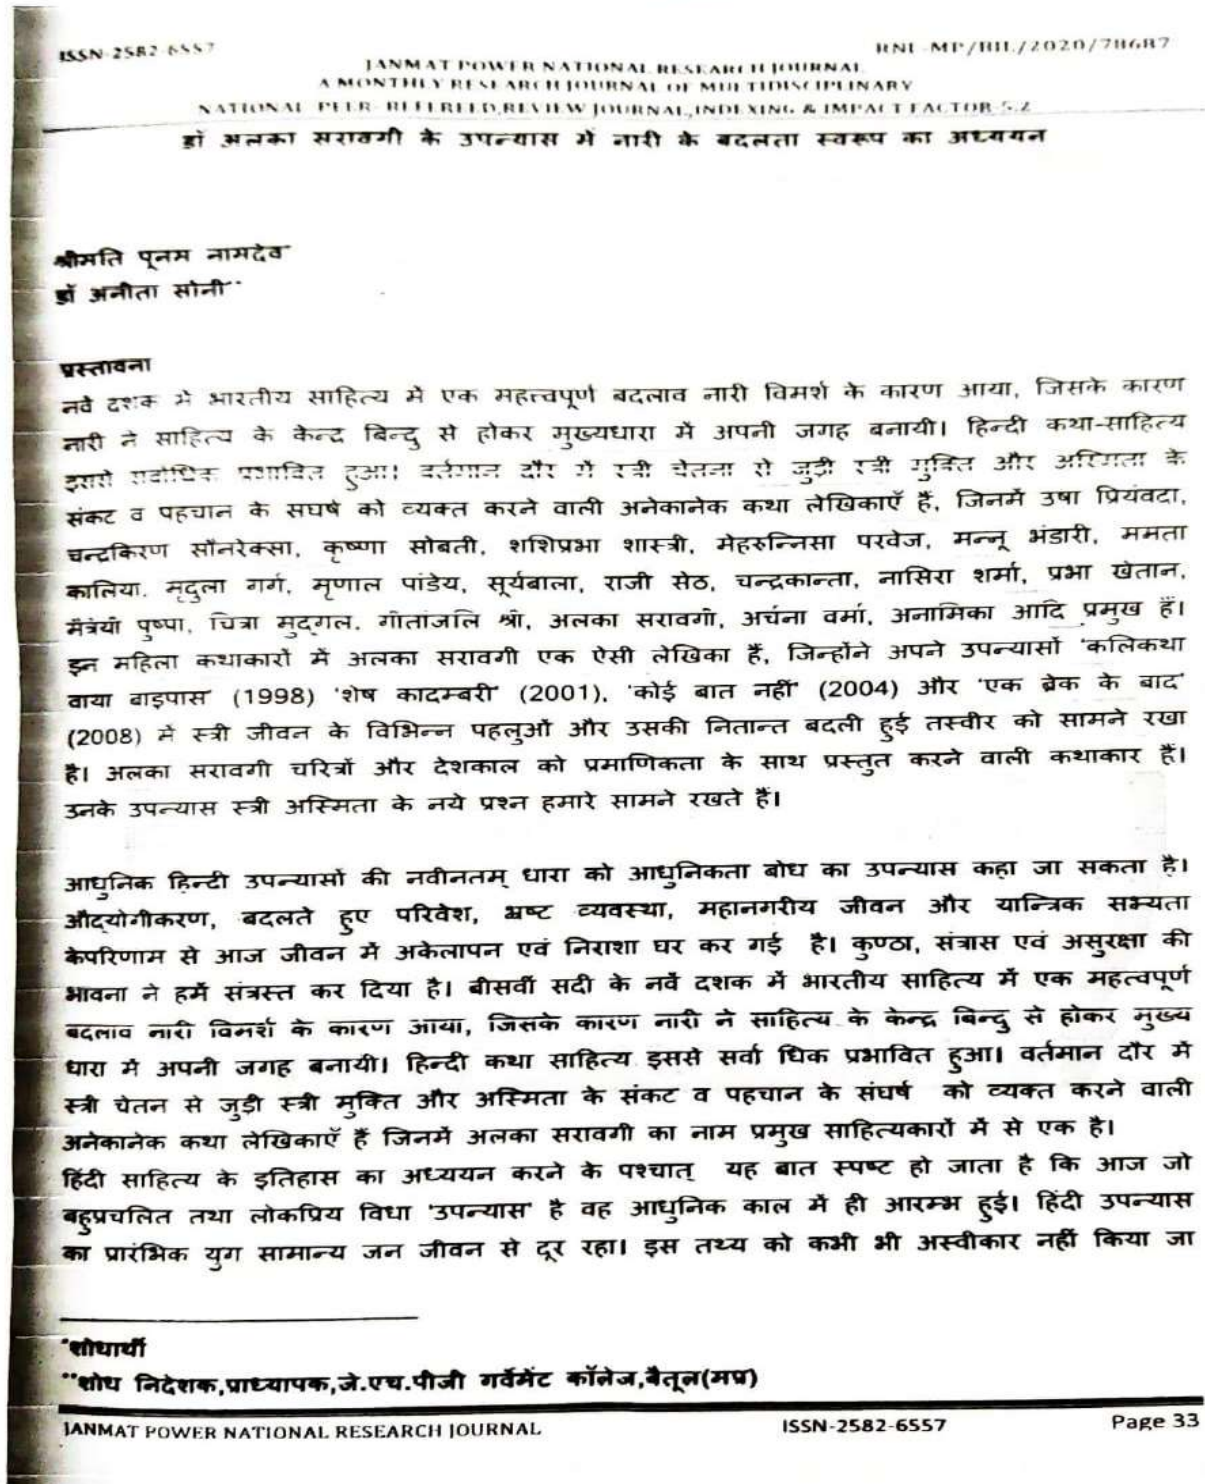 ISSN-2582-6557
RNI-MP/BIL/2020/78687
JANMAT POWER NATIONAL RESEARCH JOURNAL
A MONTHLY RESEARCH JOURNAL OF MULTIDISCIPLINARY
NATIONAL PEER-REFEREED,REVIEW JOURNAL,INDEXING & IMPACT FACTOR-5.2
डॉ अलका सरावगी के उपन्यास में नारी के बदलता स्वरूप का अध्ययन
श्रीमति पूनम नामदेव*
डॉ अनीता सोनी**
प्रस्तावना
नवे दशक मे भारतीय साहित्य में एक महत्त्वपूर्ण बदलाव नारी विमर्श के कारण आया, जिसके कारण
नारी ने साहित्य के केन्द्र बिन्दु से होकर मुख्यधारा में अपनी जगह बनायी। हिन्दी कथा-साहित्य
इससे सर्वाधिक प्रभावित हुआ। वर्तमान दौर में स्त्री चेतना से जुड़ी स्त्री मुक्ति और अस्मिता के
संकट व पहचान के संघर्ष को व्यक्त करने वाली अनेकानेक कथा लेखिकाएँ हैं, जिनमें उषा प्रियंवदा,
चन्द्रकिरण सौनरेक्सा, कृष्णा सोबती, शशिप्रभा शास्त्री, मेहरुन्निसा परवेज, मन्नू भंडारी, ममता
कालिया. मृदुला गर्ग, मृणाल पांडेय, सूर्यबाला, राजी सेठ, चन्द्रकान्ता, नासिरा शर्मा, प्रभा खेतान,
मैत्रेयी पुष्पा, चित्रा मुद्गल. गीतांजलि श्री, अलका सरावगी, अर्चना वर्मा, अनामिका आदि प्रमुख हैं।
इन महिला कथाकारों में अलका सरावगी एक ऐसी लेखिका हैं, जिन्होंने अपने उपन्यासों 'कलिकथा
वाया बाइपास' (1998) 'शेष कादम्बरी' (2001), 'कोई बात नहीं' (2004) और 'एक ब्रेक के बाद'
(2008) में स्त्री जीवन के विभिन्न पहलुओं और उसकी नितान्त बदली हुई तस्वीर को सामने रखा
है। अलका सरावगी चरित्रों और देशकाल को प्रमाणिकता के साथ प्रस्तुत करने वाली कथाकार हैं।
उनके उपन्यास स्त्री अस्मिता के नये प्रश्न हमारे सामने रखते हैं।
आधुनिक हिन्दी उपन्यासों की नवीनतम् धारा को आधुनिकता बोध का उपन्यास कहा जा सकता है।
औद्योगीकरण, बदलते हुए परिवेश, भ्रष्ट व्यवस्था, महानगरीय जीवन और यान्त्रिक सभ्यता
केपरिणाम से आज जीवन में अकेलापन एवं निराशा घर कर गई है। कुण्ठा, संत्रास एवं असुरक्षा की
भावना ने हमें संत्रस्त कर दिया है। बीसवीं सदी के नवें दशक में भारतीय साहित्य में एक महत्वपूर्ण
बदलाव नारी विमर्श के कारण आया, जिसके कारण नारी ने साहित्य के केन्द्र बिन्दु से होकर मुख्य
धारा में अपनी जगह बनायी। हिन्दी कथा साहित्य इससे सर्वा धिक प्रभावित हुआ। वर्तमान दौर में
स्त्री चेतन से जुड़ी स्त्री मुक्ति और अस्मिता के संकट व पहचान के संघर्ष को व्यक्त करने वाली
अनेकानेक कथा लेखिकाएँ हैं जिनमें अलका सरावगी का नाम प्रमुख साहित्यकारों में से एक है।
हिंदी साहित्य के इतिहास का अध्ययन करने के पश्चात् यह बात स्पष्ट हो जाता है कि आज जो
बहुप्रचलित तथा लोकप्रिय विधा 'उपन्यास' है वह आधुनिक काल में ही आरम्भ हुई। हिंदी उपन्यास
का प्रारंभिक युग सामान्य जन जीवन से दूर रहा। इस तथ्य को कभी भी अस्वीकार नहीं किया जा
*शोधार्थी
**शोध निदेशक,प्राध्यापक,जे.एच.पीजी गर्वेमेंट कॉलेज,बैतूल(मप्र)
JANMAT POWER NATIONAL RESEARCH JOURNAL
ISSN-2582-6557
Page 33